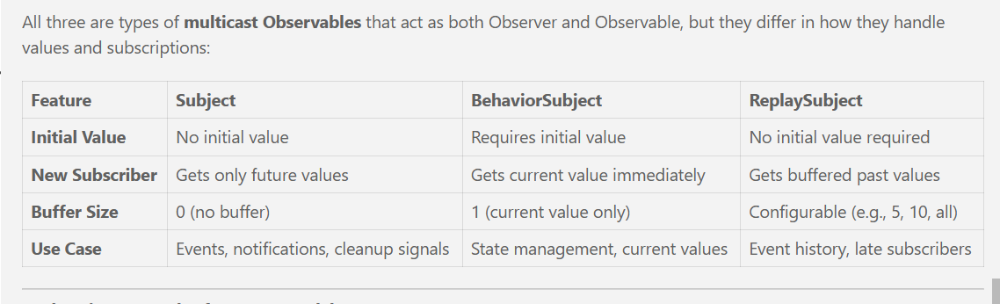 All three are types of multicast Observables that act as both Observer and Observable, but they differ in how they handle
values and subscriptions:
Feature Subject BehaviorSubject ReplaySubject
Initial Value No initial value Requires initial value No initial value required
New Subscriber Gets only future values Gets current value immediately Gets buffered past values
Buffer Size 0 (no buffer) 1 (current value only) Configurable (e.g., 5, 10, all)
Use Case Events, notifications, cleanup signals State management, current values Event history, late subscribers